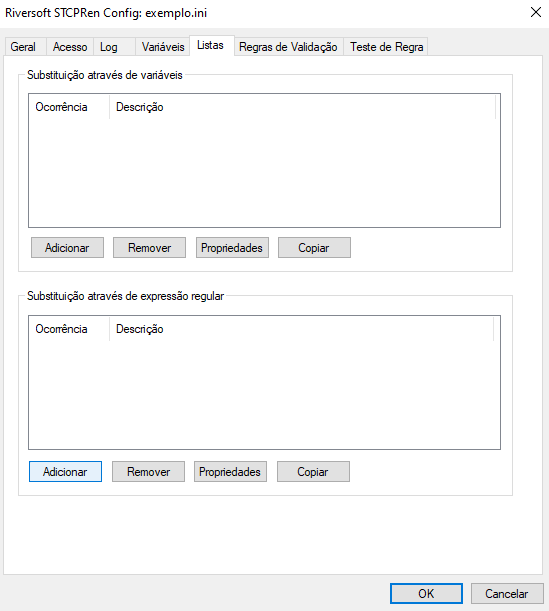 Riversoft STCPRen Config: exemplo.ini
Geral Acesso Log Variáveis Listas Regras de Validação Teste de Regra
Substituição através de variáveis
Ocorrência Descrição
Adicionar Remover Propriedades Copiar
Substituição através de expressão regular
Ocorrência Descrição
Adicionar Remover Propriedades Copiar
OK Cancelar